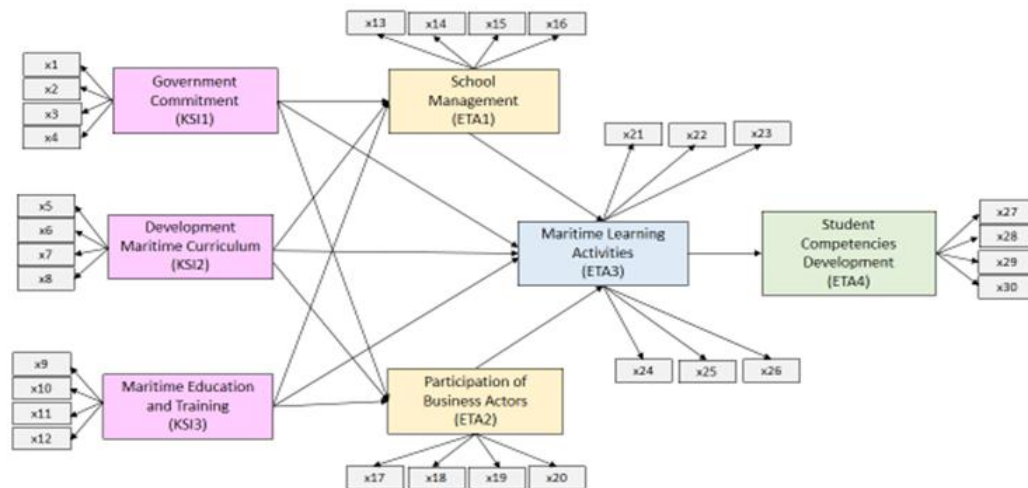 x13
x14
x15
x16
x1
x2
x3
x4
Government
Commitment
(KSI1)
School
Management
(ETA1)
x21
x22
x23
x5
x6
x7
x8
Development
Maritime Curriculum
(KSI2)
Maritime Learning
Activities
(ETA3)
Student
Competencies
Development
(ETA4)
x27
x28
x29
x30
x9
x10
x11
x12
Maritime Education
and Training
(KSI3)
Participation of
Business Actors
(ETA2)
x24
x25
x26
x17
x18
x19
x20